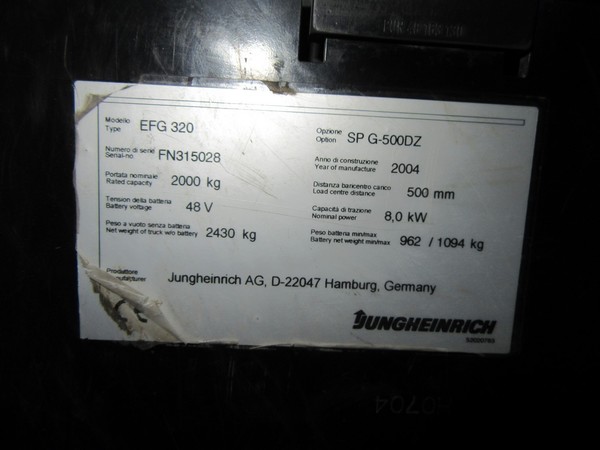 Modello
Type EFG 320
Opzione
Option SP G-500DZ
Numero di serie
Serial-no. FN315028
Anno di construzione
Year of manufacture 2004
Portata nominale
Rated capacity 2000 kg
Distanza baricentro carico
Load centre distance 500 mm
Tension della batteria
Battery voltage 48 V
Capacità di trazione
Nominal power 8,0 kW
Peso a vuoto senza batteria
Net weight of truck w/o battery 2430 kg
Peso batteria min/max
Battery net weight min/max 962 / 1094 kg
Produttore
Jungheinrich AG, D-22047 Hamburg, Germany
JUNGHEINRICH